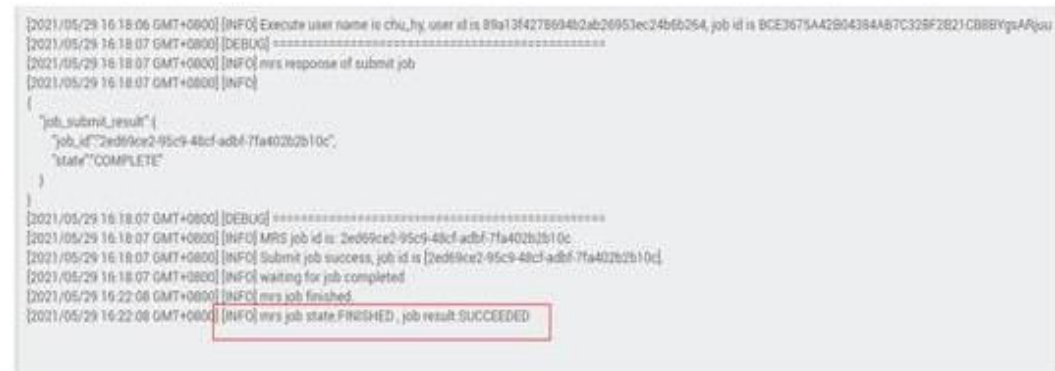 [2021/05/29 16:18:06 GMT+0800] [INFO] Execute user name is chu_hy, user id is 89a13f4278694b2ab26953ec24b6b264, job id is BCE3675A42B04384AB7C32BF2B21CB8BYgsARjsu
[2021/05/29 16:18:07 GMT+0800] [DEBUG] ===============================================
[2021/05/29 16:18:07 GMT+0800] [INFO] mrs response of submit job
[2021/05/29 16:18:07 GMT+0800] [INFO]
{
"job_submit_result":{
"job_id":"2ed69ce2-95c9-48cf-adbf-7fa402b2b10c",
"state":"COMPLETE"
}
}
[2021/05/29 16:18:07 GMT+0800] [DEBUG] ===============================================
[2021/05/29 16:18:07 GMT+0800] [INFO] MRS job id is: 2ed69ce2-95c9-48cf-adbf-7fa402b2b10c
[2021/05/29 16:18:07 GMT+0800] [INFO] Submit job success, job id is [2ed69ce2-95c9-48cf-adbf-7fa402b2b10c].
[2021/05/29 16:18:07 GMT+0800] [INFO] waiting for job completed
[2021/05/29 16:22:08 GMT+0800] [INFO] mrs job finished.
[2021/05/29 16:22:08 GMT+0800] [INFO] mrs job state:FINISHED , job result:SUCCEEDED